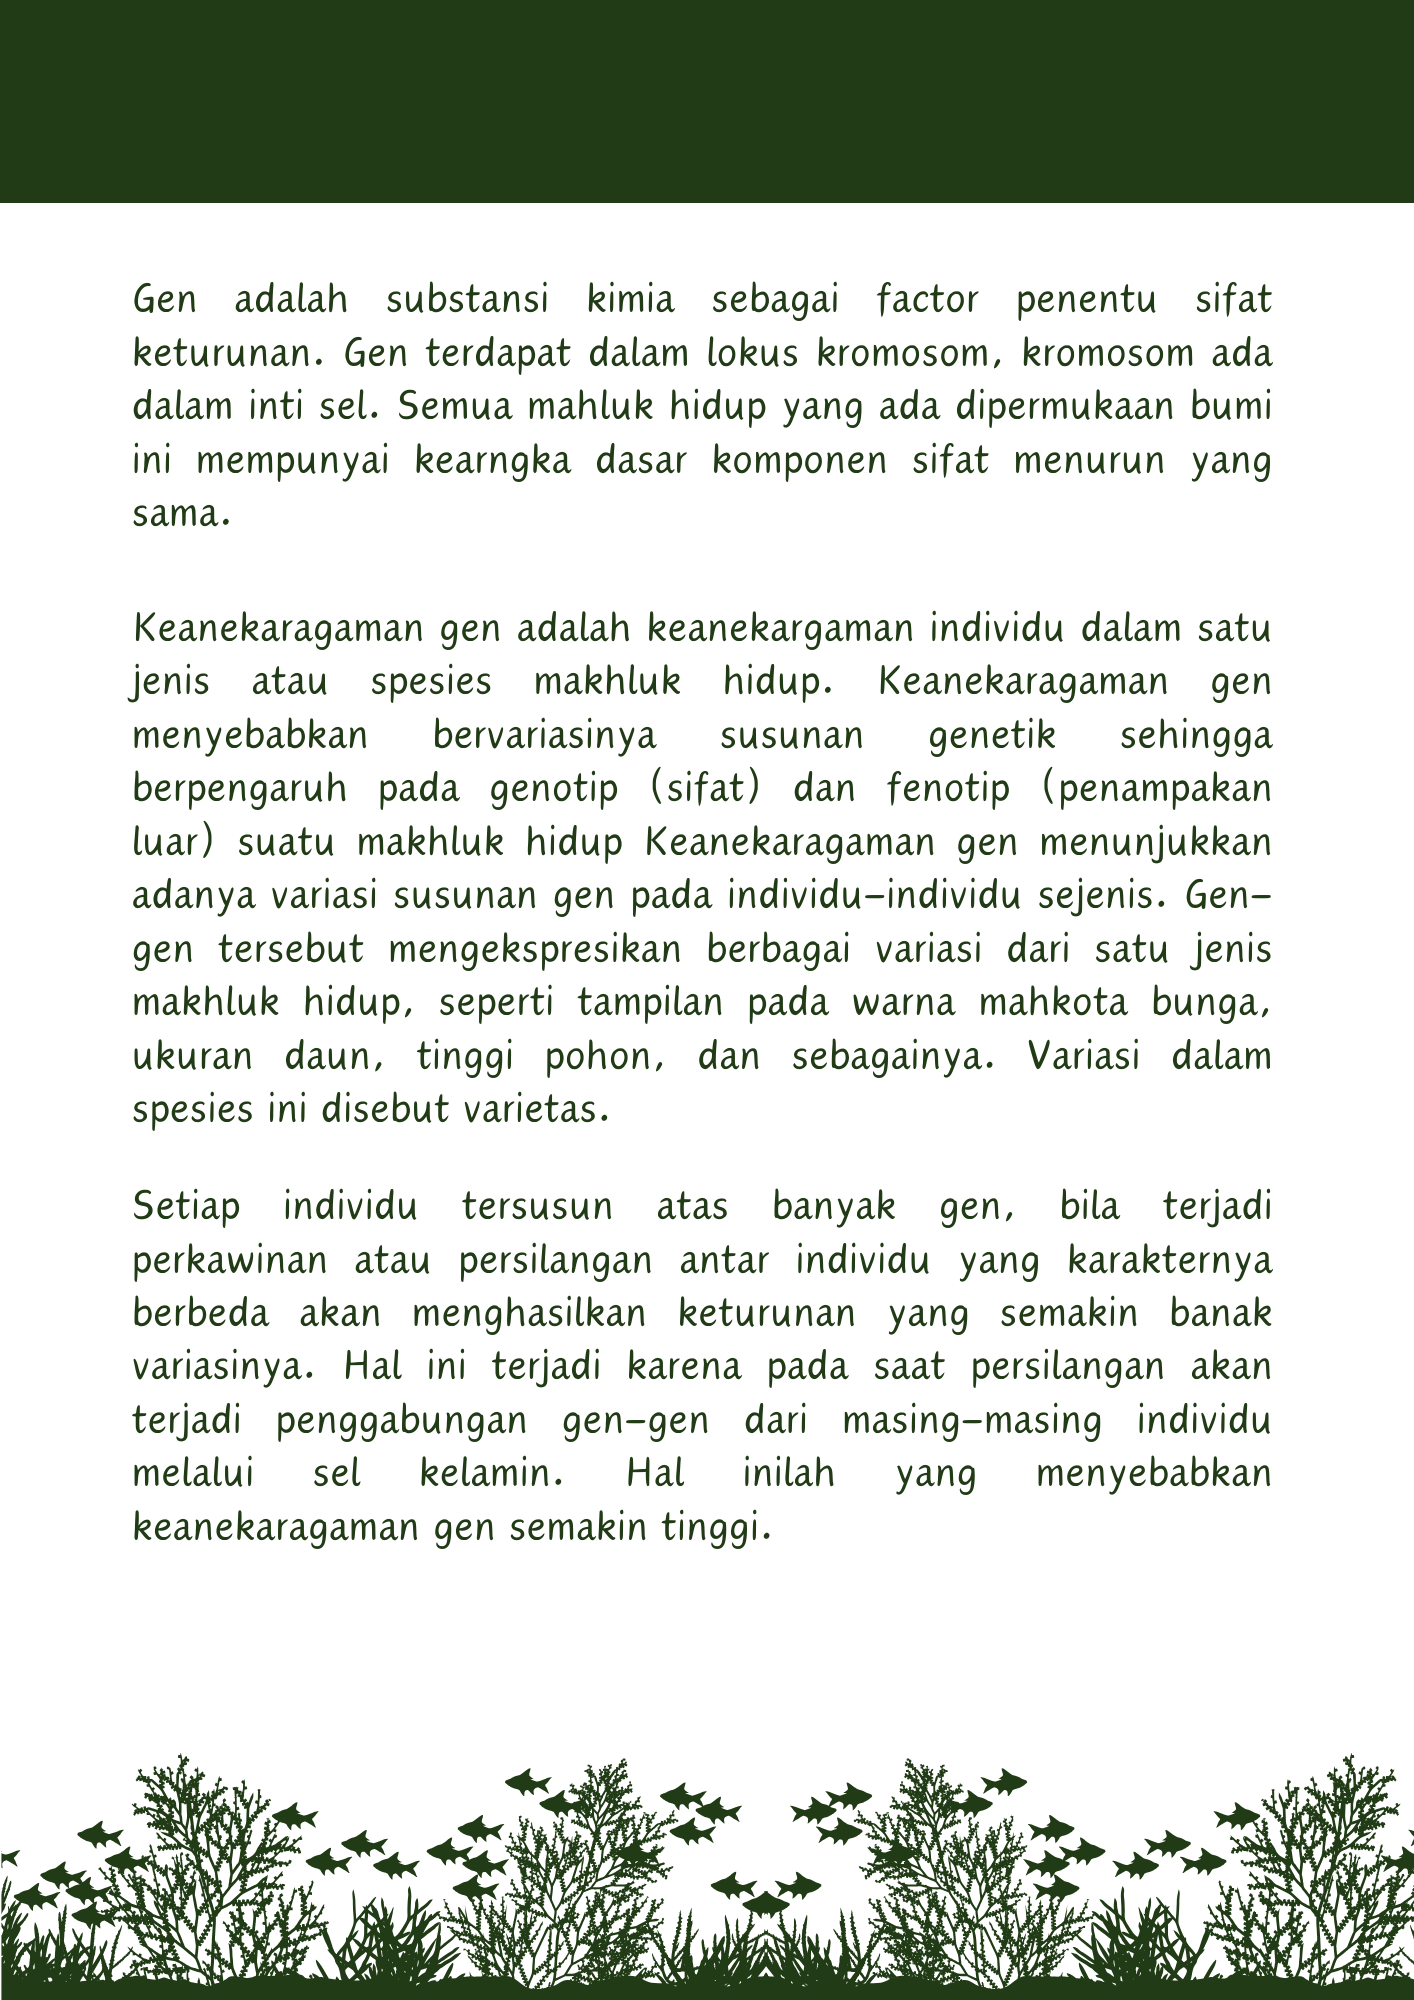 Gen adalah substansi kimia sebagai factor penentu sifat
keturunan. Gen terdapat dalam lokus kromosom, kromosom ada
dalam inti sel. Semua mahluk hidup yang ada dipermukaan bumi
ini mempunyai kearngka dasar komponen sifat menurun yang
sama.
Keanekaragaman gen adalah keanekargaman individu dalam satu
jenis atau spesies makhluk hidup. Keanekaragaman gen
menyebabkan bervariasinya susunan genetik sehingga
berpengaruh pada genotip (sifat) dan fenotip (penampakan
luar) suatu makhluk hidup Keanekaragaman gen menunjukkan
adanya variasi susunan gen pada individu-individu sejenis. Gen-
gen tersebut mengekspresikan berbagai variasi dari satu jenis
makhluk hidup, seperti tampilan pada warna mahkota bunga,
ukuran daun, tinggi pohon, dan sebagainya. Variasi dalam
spesies ini disebut varietas.
Setiap individu tersusun atas banyak gen, bila terjadi
perkawinan atau persilangan antar individu yang karakternya
berbeda akan menghasilkan keturunan yang semakin banak
variasinya. Hal ini terjadi karena pada saat persilangan akan
terjadi penggabungan gen-gen dari masing-masing individu
melalui sel kelamin. Hal inilah yang menyebabkan
keanekaragaman gen semakin tinggi.